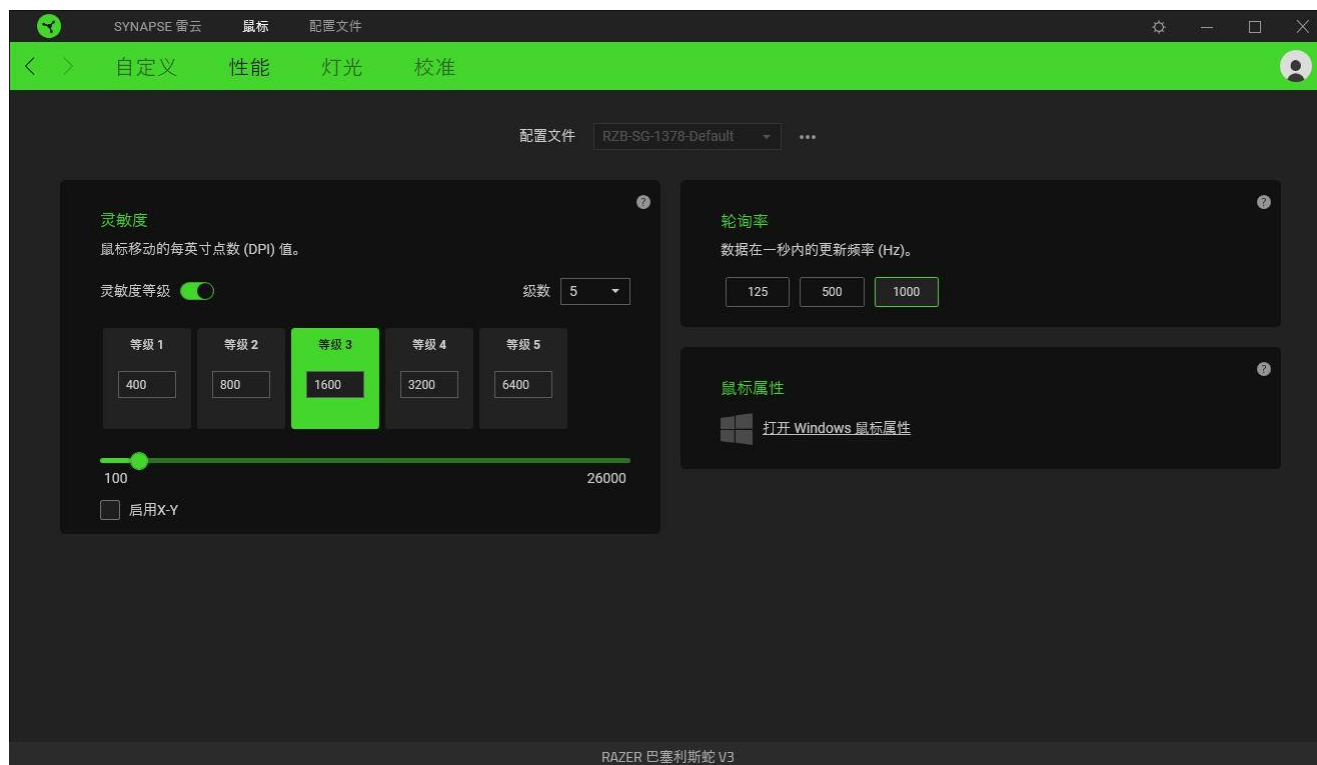 SYNAPSE 雷云 鼠标 配置文件
自定义 性能 灯光 校准
配置文件 RZB-SG-1378-Default
灵敏度
鼠标移动的每英寸点数 (DPI) 值。
灵敏度等级 级数 5
等级 1 等级 2 等级 3 等级 4 等级 5
400 800 1600 3200 6400
100 26000
启用X-Y
轮询率
数据在一秒内的更新频率 (Hz)。
125 500 1000
鼠标属性
打开 Windows 鼠标属性
RAZER 巴塞利斯蛇 V3